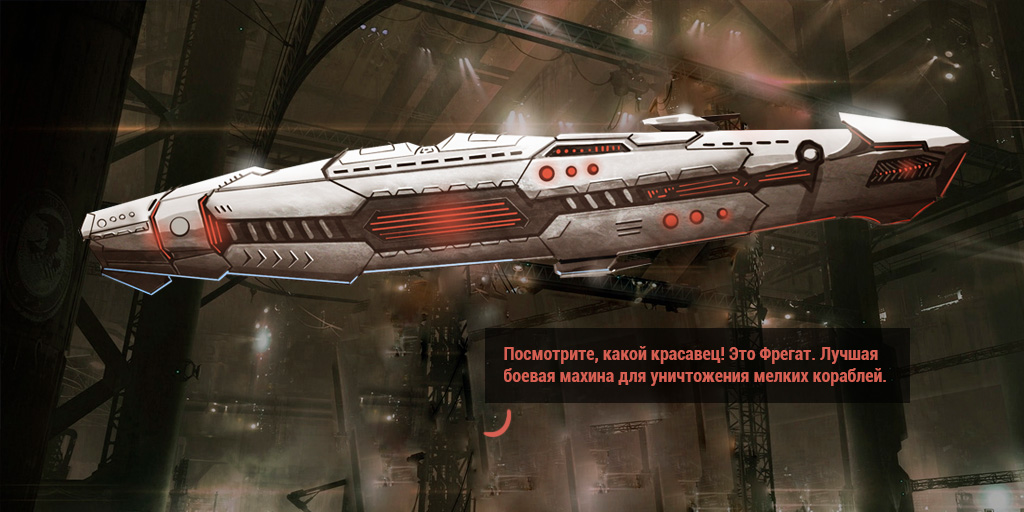 Посмотрите, какой красавец! Это Фрегат. Лучшая
боевая махина для уничтожения мелких кораблей.